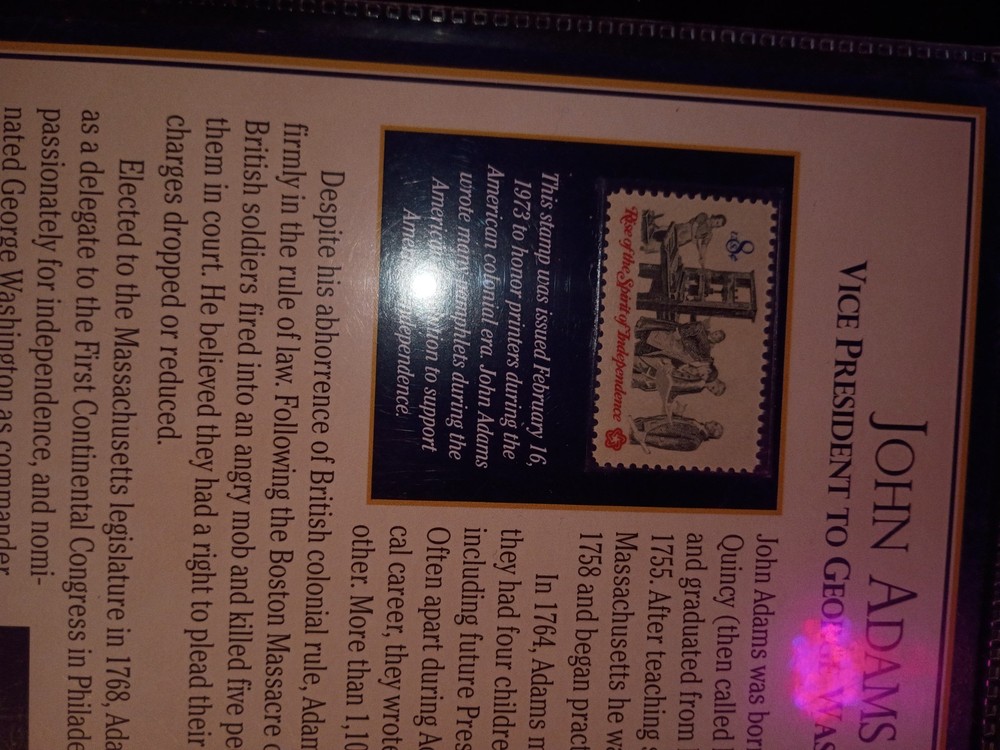 JOHN ADAMS
VICE PRESIDENT TO GEORGE WA
8¢
Rise of the Spirit of Independence
This stamp was issued February 16,
1973 to honor printers during the
American colonial era. John Adams
wrote many pamphlets during the
American to support
American independence.
John Adams was bor
Quincy (then called
and graduated from
1755. After teaching
Massachusetts he wa
1758 and began pract
In 1764, Adams m
they had four childre
including future Pres
Often apart during A
cal career, they wrote
other. More than 1,10
Despite his abhorrence of British colonial rule, Adam
firmly in the rule of law. Following the Boston Massacre
British soldiers fired into an angry mob and killed five pe
them in court. He believed they had a right to plead their
charges dropped or reduced.
Elected to the Massachusetts legislature in 1768, Ada
as a delegate to the First Continental Congress in Philade
passionately for independence, and nomi-
nated George Washington as commander